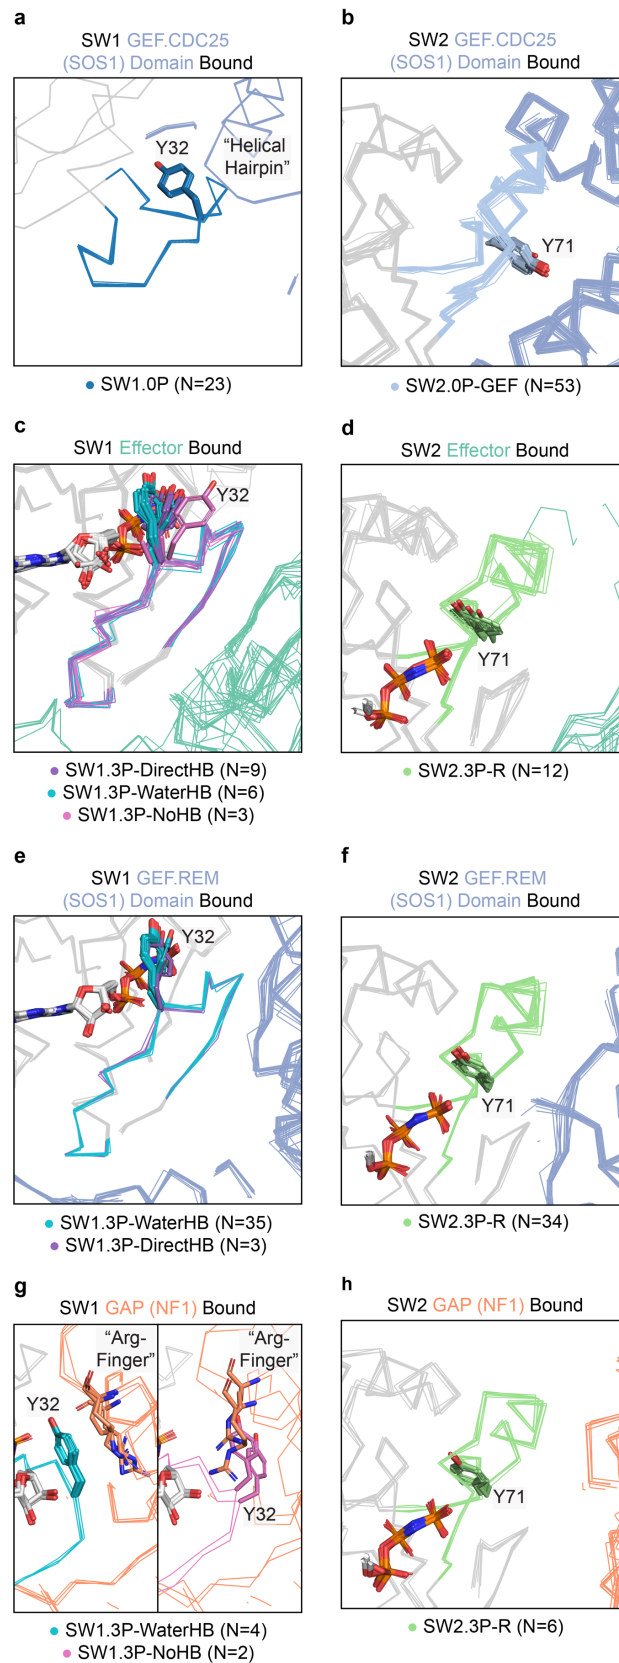 a
SW1 GEF.CDC25
(SOS1) Domain Bound
Y32
“Helical
Hairpin”
SW1.0P (N=23)
b
SW2 GEF.CDC25
(SOS1) Domain Bound
Y71
SW2.0P-GEF (N=53)
c
SW1 Effector Bound
Y32
SW1.3P-DirectHB (N=9)
SW1.3P-WaterHB (N=6)
SW1.3P-NoHB (N=3)
d
SW2 Effector Bound
Y71
SW2.3P-R (N=12)
e
SW1 GEF.REM
(SOS1) Domain Bound
Y32
SW1.3P-WaterHB (N=35)
SW1.3P-DirectHB (N=3)
f
SW2 GEF.REM
(SOS1) Domain Bound
Y71
SW2.3P-R (N=34)
g
SW1 GAP (NF1) Bound
“Arg-
Finger”
Y32
“Arg-
Finger”
Y32
SW1.3P-WaterHB (N=4)
SW1.3P-NoHB (N=2)
h
SW2 GAP (NF1) Bound
Y71
SW2.3P-R (N=6)